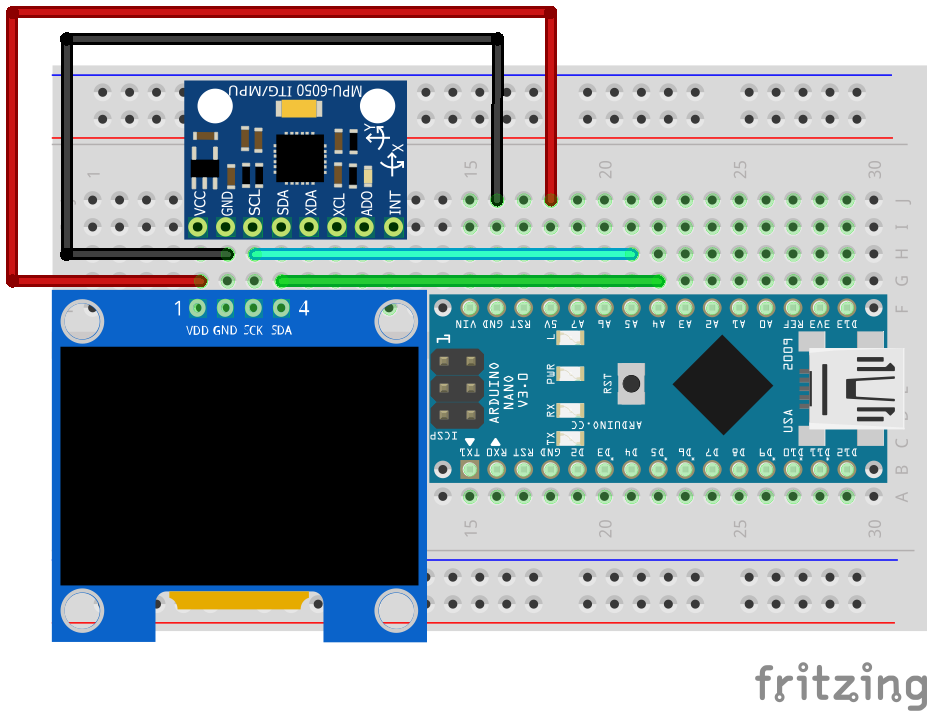 MPU-6050 ITG/MPU
Y
X
VCC GND SCL SDA XDA XCL ADO INT
1 15 20 30
J
I
H
G
F
1 4
VDD GND SCK SDA
VIN GND RST 5V A7 A6 A5 A4 A3 A2 A1 A0 REF 3V3 D13
1
L
PWR
RX
TX
RST
ARDUINO
NANO
V3.0
ARDUINO.CC
ICSP
USA
2009
TX1 RX0 RST GND D2 D3 D4 D5 D6 D7 D8 D9 D10 D11 D12
E
D
C
B
A
15 20 25 30
fritzing